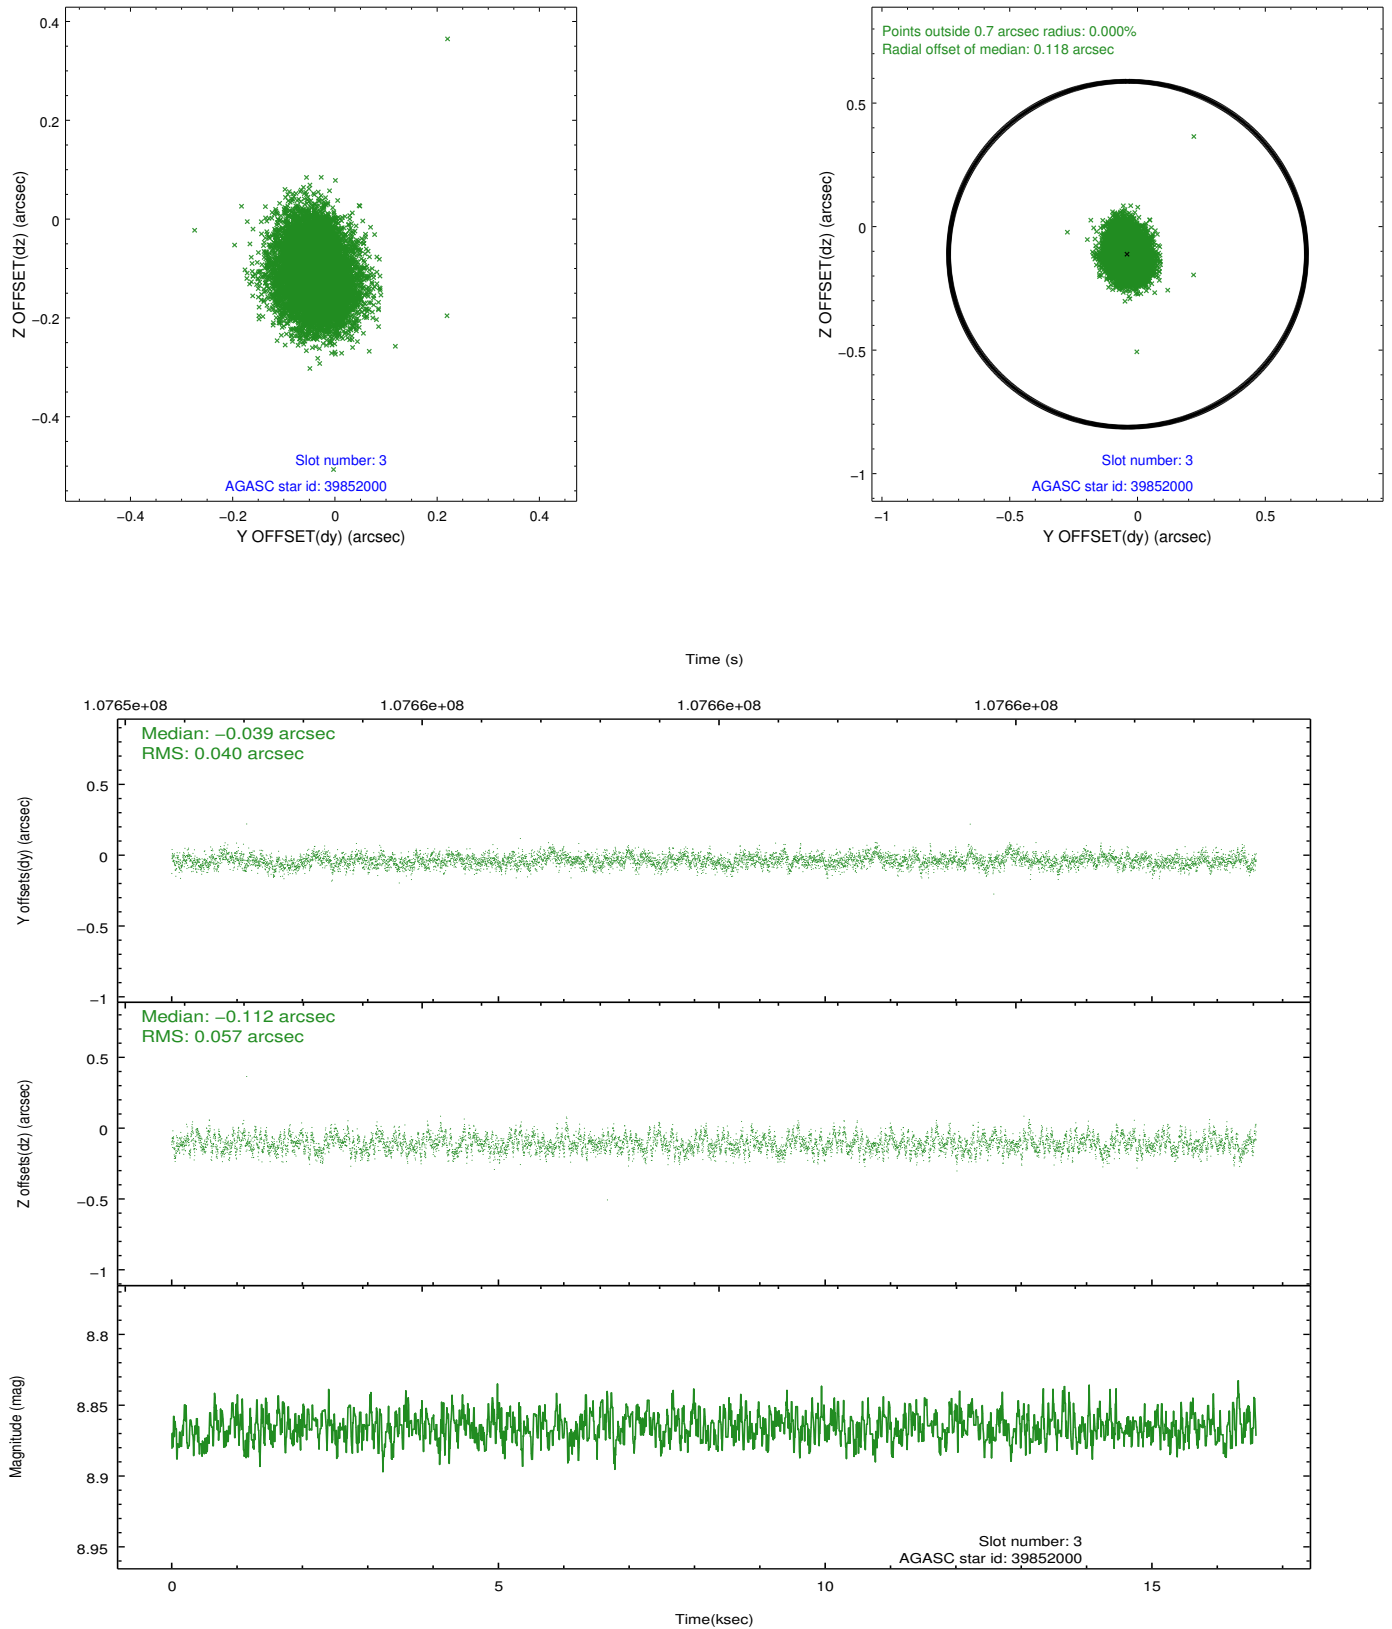 0.4
0.2
0
−0.2
−0.4
Z OFFSET(dz) (arcsec)
Slot number: 3
AGASC star id: 39852000
−0.4
−0.2
0
0.2
0.4
Y OFFSET(dy) (arcsec)
Points outside 0.7 arcsec radius: 0.000%
Radial offset of median: 0.118 arcsec
0.5
0
−0.5
−1
Z OFFSET(dz) (arcsec)
Slot number: 3
AGASC star id: 39852000
−1
−0.5
0
0.5
Y OFFSET(dy) (arcsec)
Time (s)
1.0765e+08
1.0766e+08
1.0766e+08
1.0766e+08
Median: −0.039 arcsec
RMS: 0.040 arcsec
0.5
0
−0.5
−1
Y offsets(dy) (arcsec)
Median: −0.112 arcsec
RMS: 0.057 arcsec
0.5
0
−0.5
−1
Z offsets(dz) (arcsec)
8.8
8.85
8.9
8.95
Magnitude (mag)
Slot number: 3
AGASC star id: 39852000
0
5
10
15
Time(ksec)